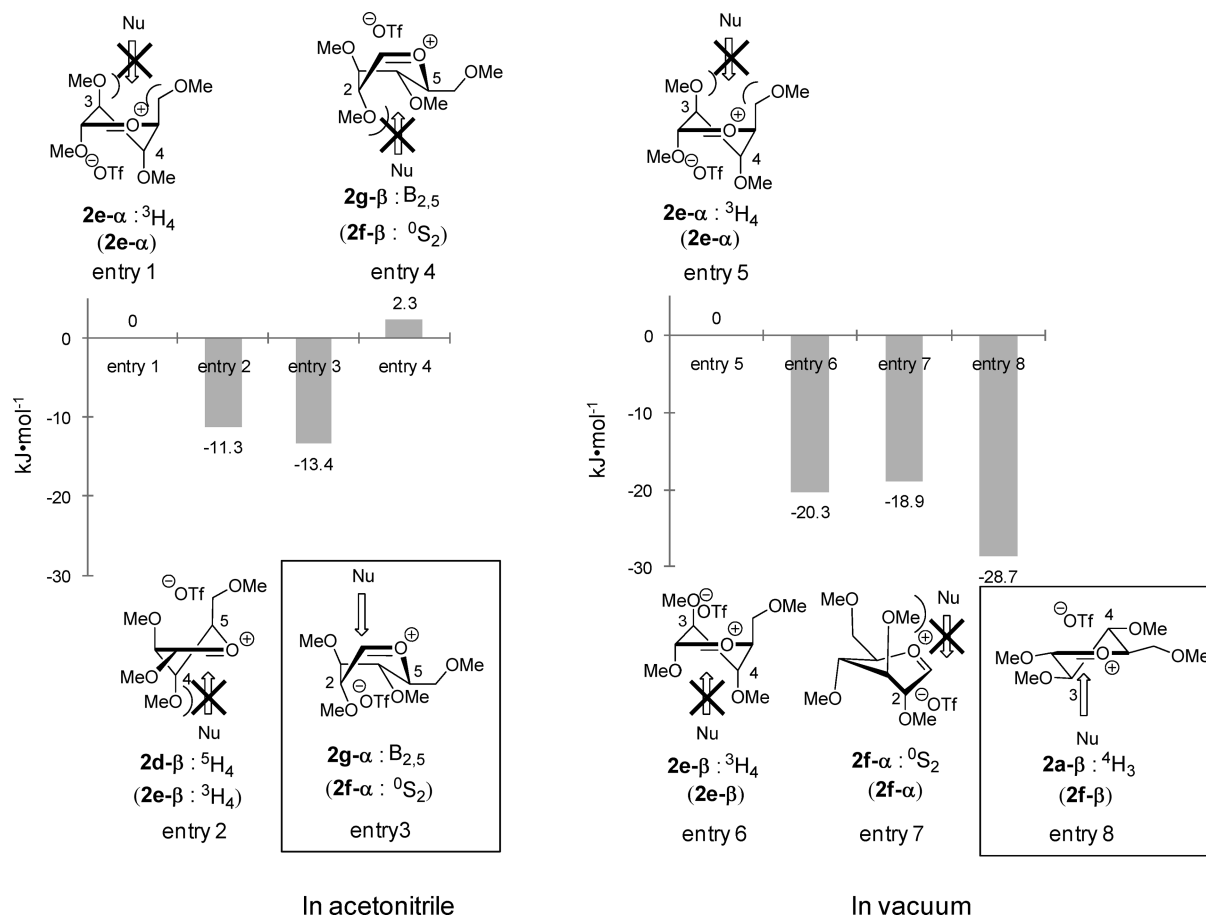 Nu
MeO
OMe
3
⊕
O
MeO
⊖
OTf
4
OMe
2e-α : ³H₄
(2e-α)
entry 1
⊖
OTf
⊕
O
MeO
OMe
2
5
OMe
MeO
Nu
2g-β : B₂,₅
(2f-β : ⁰S₂)
entry 4
Nu
MeO
OMe
3
⊕
O
MeO
⊖
OTf
4
OMe
2e-α : ³H₄
(2e-α)
entry 5
kJ•mol⁻¹
0
-10
-20
-30
0
2.3
entry 1
entry 2
entry 3
entry 4
-11.3
-13.4
kJ•mol⁻¹
0
-10
-20
-30
0
entry 5
entry 6
entry 7
entry 8
-20.3
-18.9
-28.7
⊖
OTf
OMe
5
MeO
O
⊕
MeO
4
MeO
Nu
2d-β : ⁵H₄
(2e-β : ³H₄)
entry 2
Nu
⊕
O
MeO
OMe
2
5
⊖
OTf
OMe
MeO
2g-α : B₂,₅
(2f-α : ⁰S₂)
entry3
MeO
⊖
OTf
OMe
3
⊕
O
MeO
4
OMe
Nu
2e-β : ³H₄
(2e-β)
entry 6
MeO
OMe
Nu
⊕
O
MeO
2
⊖
OTf
OMe
2f-α : ⁰S₂
(2f-α)
entry 7
⊖
OTf
4
OMe
MeO
O
⊕
OMe
MeO
3
Nu
2a-β : ⁴H₃
(2f-β)
entry 8
In acetonitrile
In vacuum